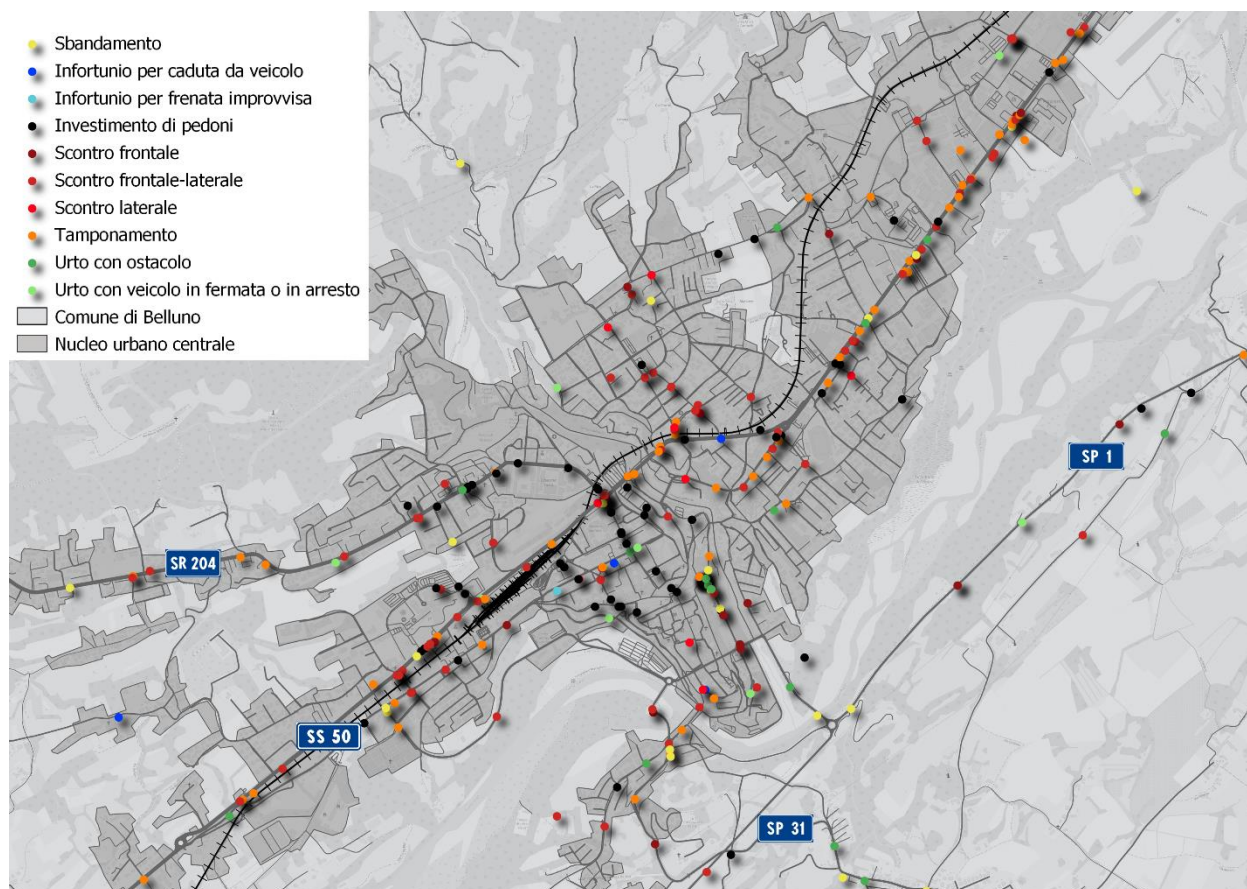 Sbandamento
Infortunio per caduta da veicolo
Infortunio per frenata improvvisa
Investimento di pedoni
Scontro frontale
Scontro frontale-laterale
Scontro laterale
Tamponamento
Urto con ostacolo
Urto con veicolo in fermata o in arresto
Comune di Belluno
Nucleo urbano centrale
SP 1
SR 204
SS 50
SP 31